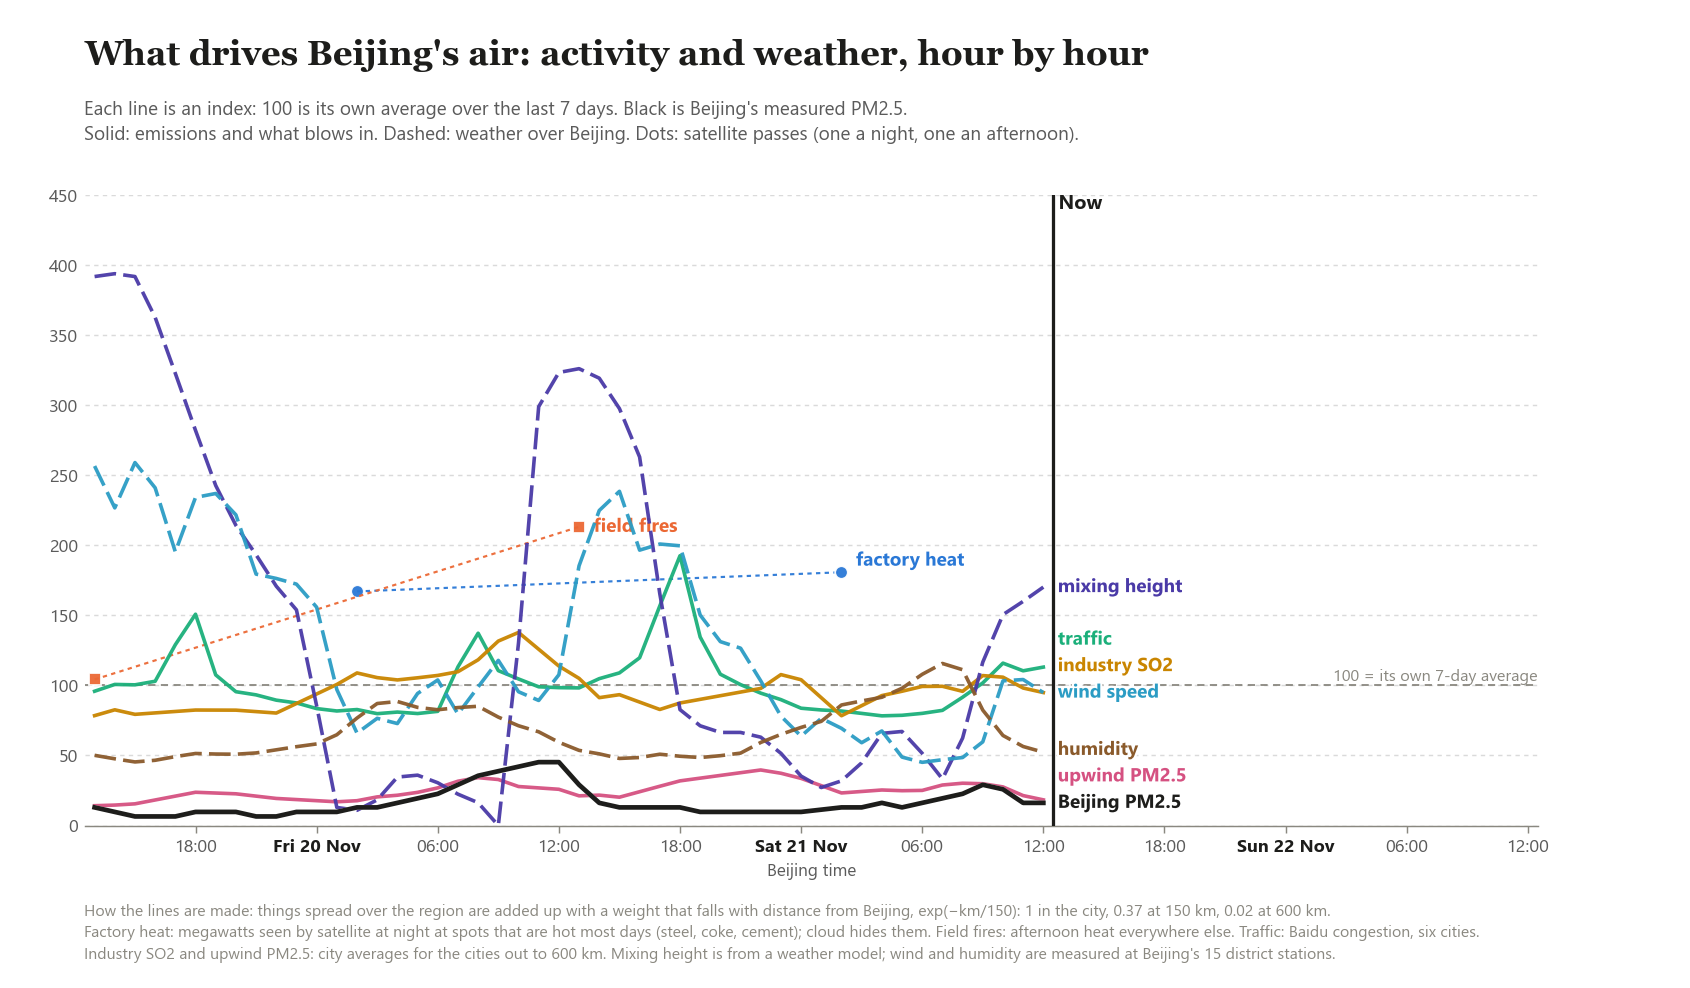 What drives Beijing's air: activity and weather, hour by hour
Each line is an index: 100 is its own average over the last 7 days. Black is Beijing's measured PM2.5.
Solid: emissions and what blows in. Dashed: weather over Beijing. Dots: satellite passes (one a night, one an afternoon).
450
Now
400
350
300
250
field fires
200
factory heat
mixing height
150
traffic
industry SO2
100 = its own 7-day average
100
wind speed
humidity
50
upwind PM2.5
Beijing PM2.5
0
18:00 Fri 20 Nov 06:00 12:00 18:00 Sat 21 Nov 06:00 12:00 18:00 Sun 22 Nov 06:00 12:00
Beijing time
How the lines are made: things spread over the region are added up with a weight that falls with distance from Beijing, exp(−km/150): 1 in the city, 0.37 at 150 km, 0.02 at 600 km.
Factory heat: megawatts seen by satellite at night at spots that are hot most days (steel, coke, cement); cloud hides them. Field fires: afternoon heat everywhere else. Traffic: Baidu congestion, six cities.
Industry SO2 and upwind PM2.5: city averages for the cities out to 600 km. Mixing height is from a weather model; wind and humidity are measured at Beijing's 15 district stations.